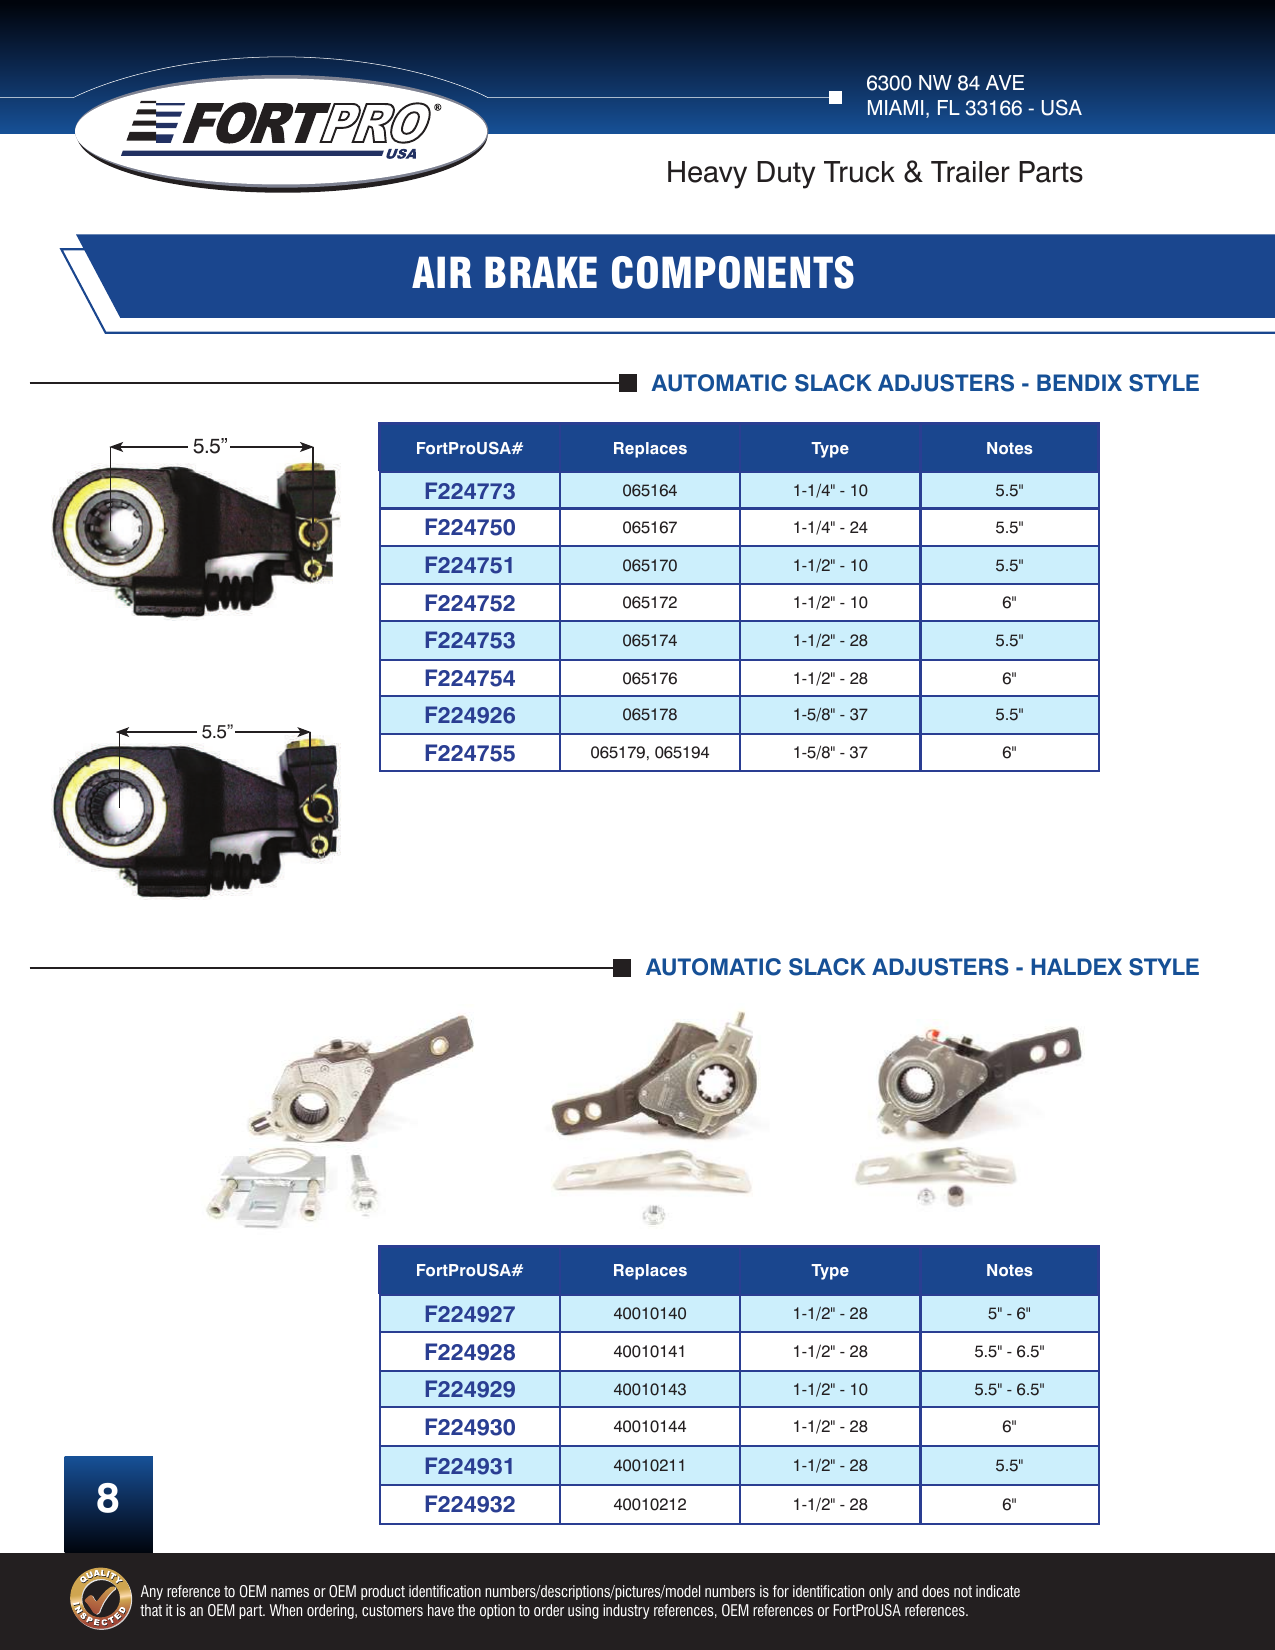 6300 NW 84 AVE
MIAMI, FL 33166 - USA
FORTPRO®
USA
Heavy Duty Truck & Trailer Parts
AIR BRAKE COMPONENTS
AUTOMATIC SLACK ADJUSTERS - BENDIX STYLE
5.5”
5.5”
FortProUSA# Replaces Type Notes
F224773 065164 1-1/4" - 10 5.5"
F224750 065167 1-1/4" - 24 5.5"
F224751 065170 1-1/2" - 10 5.5"
F224752 065172 1-1/2" - 10 6"
F224753 065174 1-1/2" - 28 5.5"
F224754 065176 1-1/2" - 28 6"
F224926 065178 1-5/8" - 37 5.5"
F224755 065179, 065194 1-5/8" - 37 6"
AUTOMATIC SLACK ADJUSTERS - HALDEX STYLE
FortProUSA# Replaces Type Notes
F224927 40010140 1-1/2" - 28 5" - 6"
F224928 40010141 1-1/2" - 28 5.5" - 6.5"
F224929 40010143 1-1/2" - 10 5.5" - 6.5"
F224930 40010144 1-1/2" - 28 6"
F224931 40010211 1-1/2" - 28 5.5"
F224932 40010212 1-1/2" - 28 6"
8
QUALITY
INSPECTED
Any reference to OEM names or OEM product identification numbers/descriptions/pictures/model numbers is for identification only and does not indicate
that it is an OEM part. When ordering, customers have the option to order using industry references, OEM references or FortProUSA references.